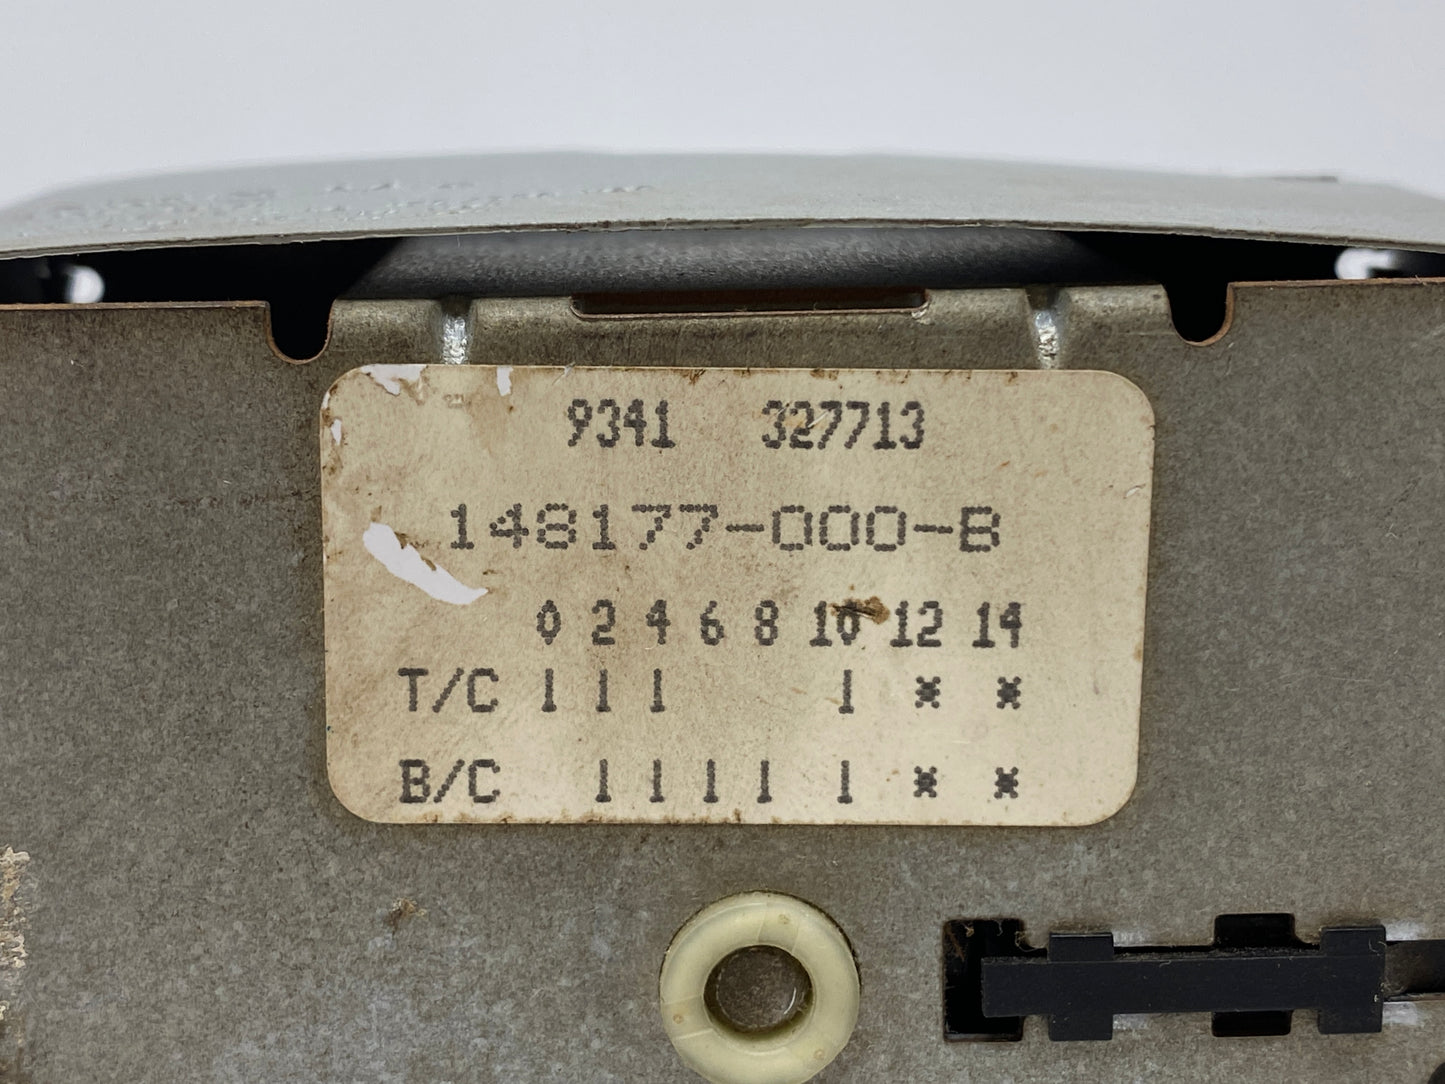 9341 327713
148177-000-B
0 2 4 6 8 10 12 14
T/C 1 1 1 1 * *
B/C 1 1 1 1 1 * *